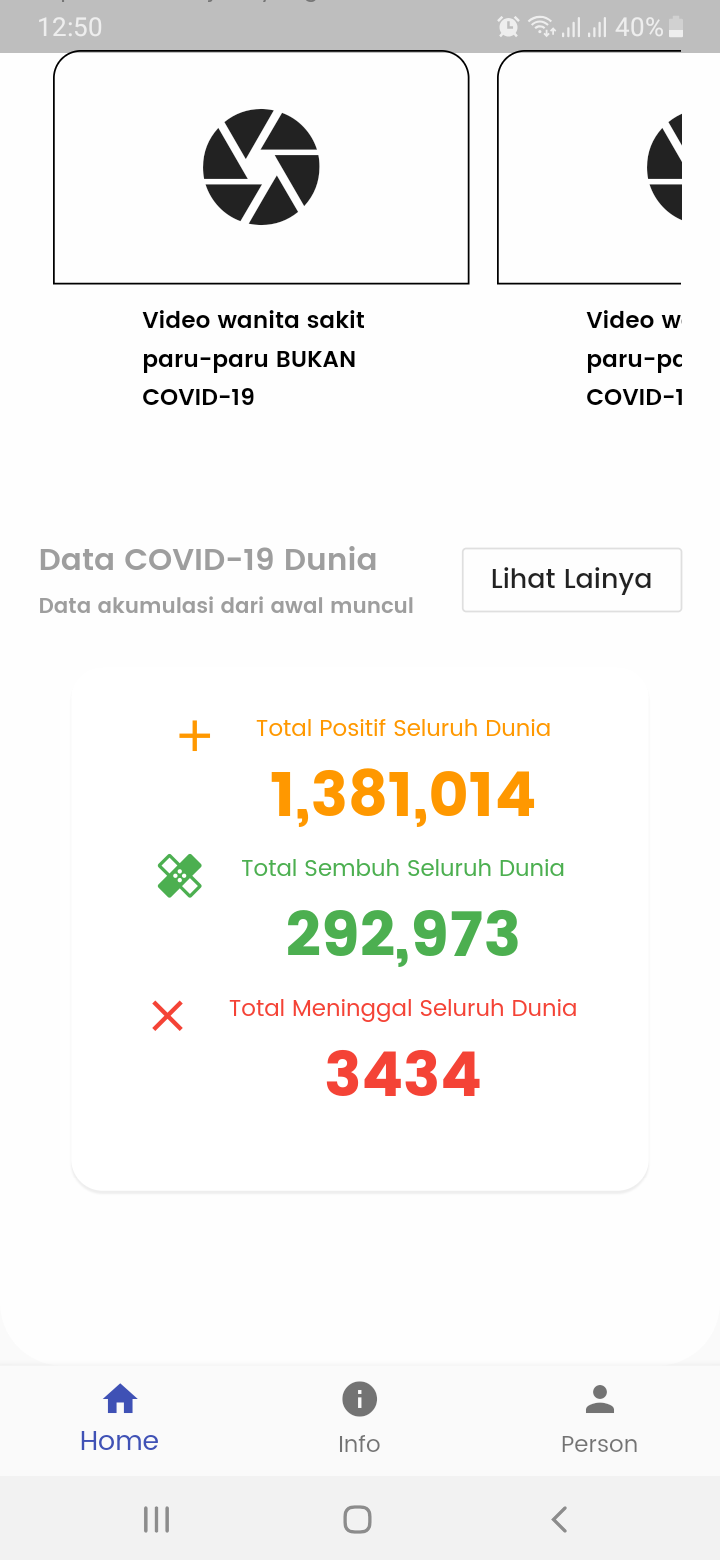 12:50
40%
Video wanita sakit
paru-paru BUKAN
COVID-19
Video
COVID-1
Data COVID-19 Dunia
Data akumulasi dari awal muncul
Lihat Lainya
Total Positif Seluruh Dunia
1,381,014
Total Sembuh Seluruh Dunia
292,973
Total Meninggal Seluruh Dunia
3434
Home
Info
Person